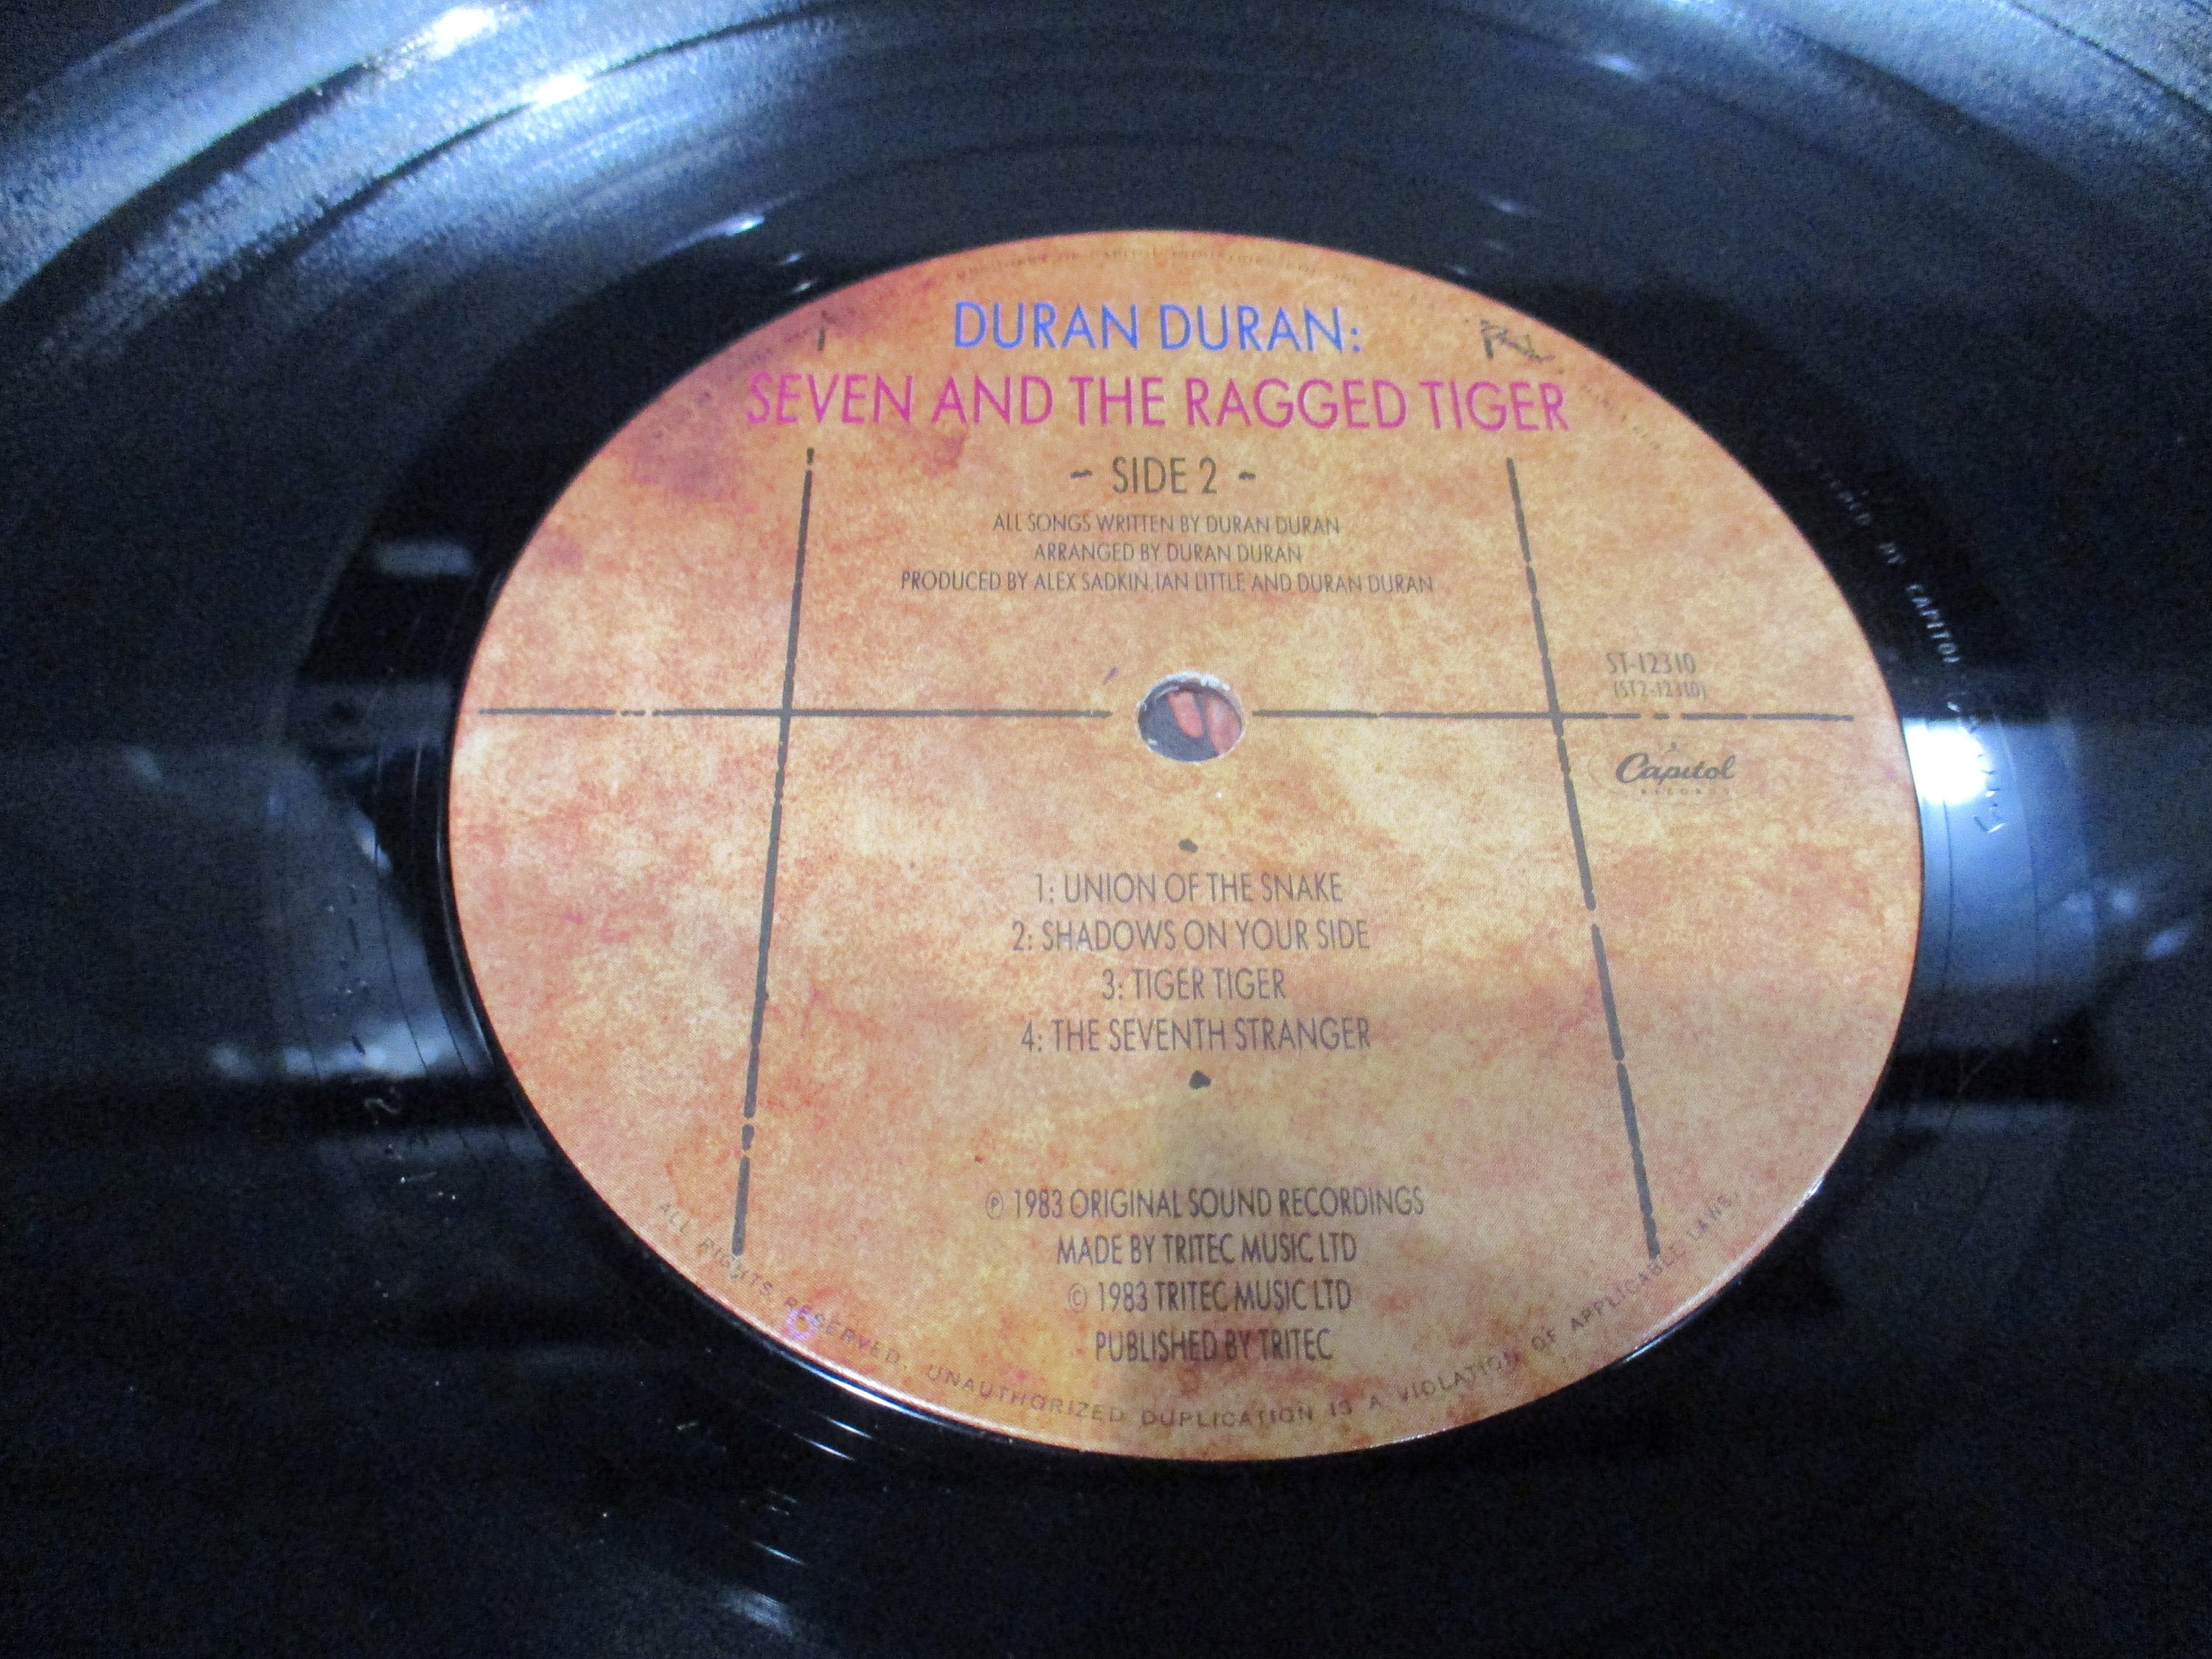 DURAN DURAN:
SEVEN AND THE RAGGED TIGER
~ SIDE 2 ~
ALL SONGS WRITTEN BY DURAN DURAN
ARRANGED BY DURAN DURAN
PRODUCED BY ALEX SADKIN, IAN LITTLE AND DURAN DURAN
ST-12310
(ST2-12310)
Capitol
RECORDS
1: UNION OF THE SNAKE
2: SHADOWS ON YOUR SIDE
3: TIGER TIGER
4: THE SEVENTH STRANGER
℗ 1983 ORIGINAL SOUND RECORDINGS
MADE BY TRITEC MUSIC LTD
© 1983 TRITEC MUSIC LTD
PUBLISHED BY TRITEC
ALL RIGHTS RESERVED. UNAUTHORIZED DUPLICATION IS A VIOLATION OF APPLICABLE LAWS.
BY CAPITOL